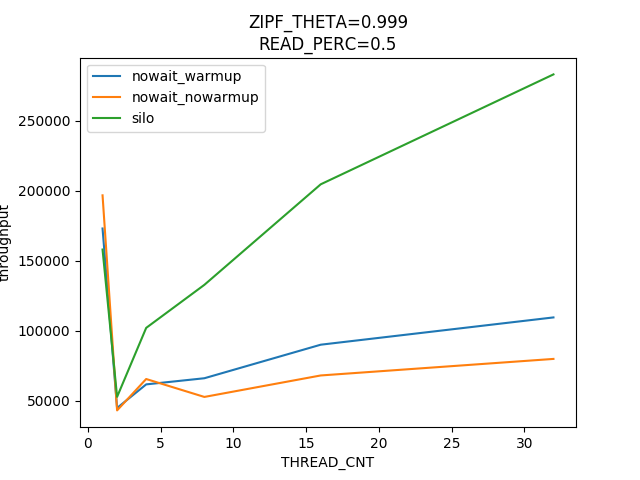 ZIPF_THETA=0.999
READ_PERC=0.5
nowait_warmup
nowait_nowarmup
silo
250000
200000
150000
100000
50000
throughput
0 5 10 15 20 25 30
THREAD_CNT